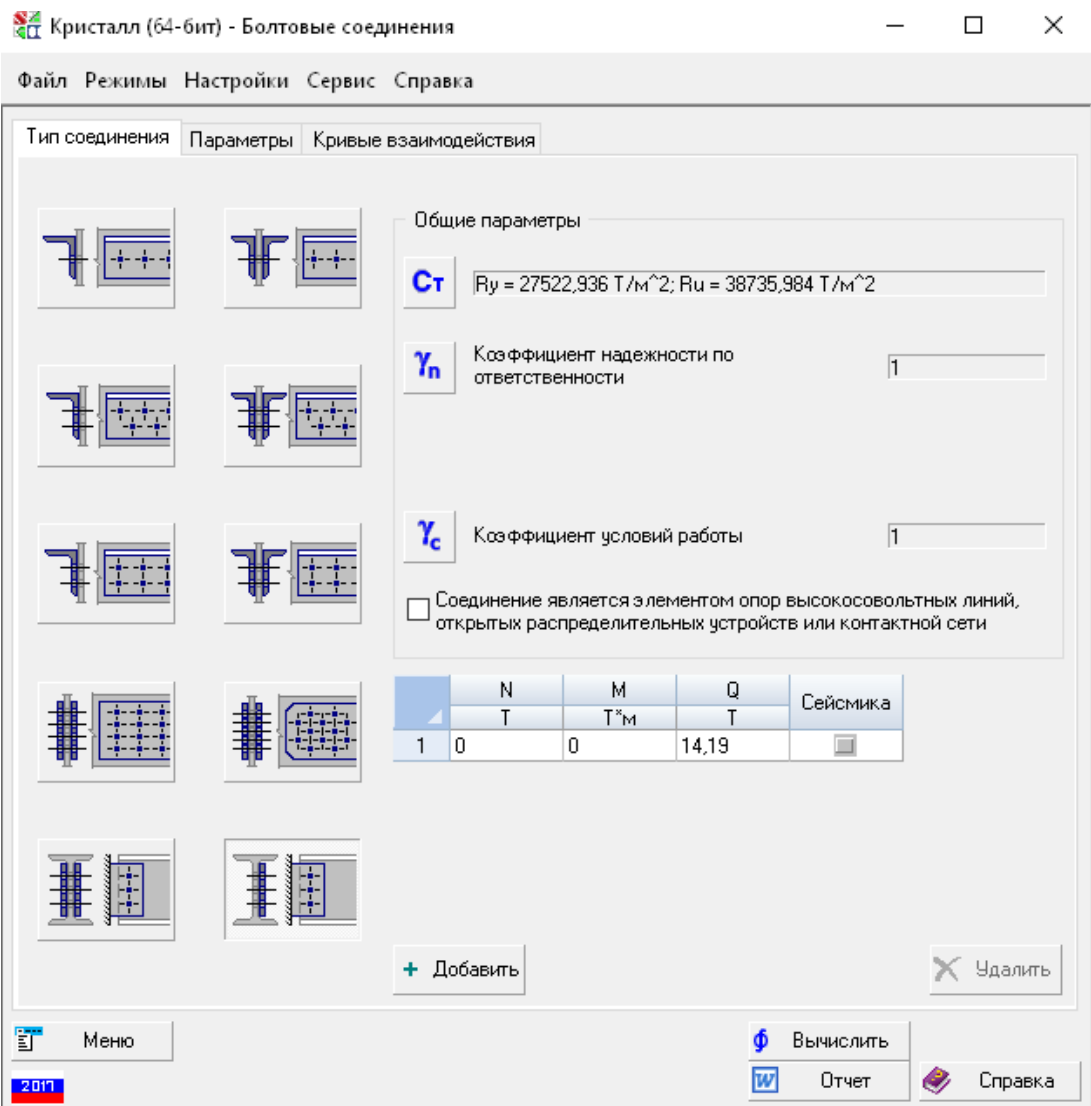 Кристалл (64-бит) - Болтовые соединения
Файл Режимы Настройки Сервис Справка
Тип соединения Параметры Кривые взаимодействия
Общие параметры
Ст Ry = 27522,936 Т/м^2; Ru = 38735,984 Т/м^2
γn Коэффициент надежности по
ответственности
1
γc Коэффициент условий работы 1
Соединение является элементом опор высокосовольтных линий,
открытых распределительных устройств или контактной сети
N M Q Сейсмика
Т Т*м Т
1 0 0 14,19
+ Добавить
Удалить
Меню
Вычислить
2017
Отчет
Справка